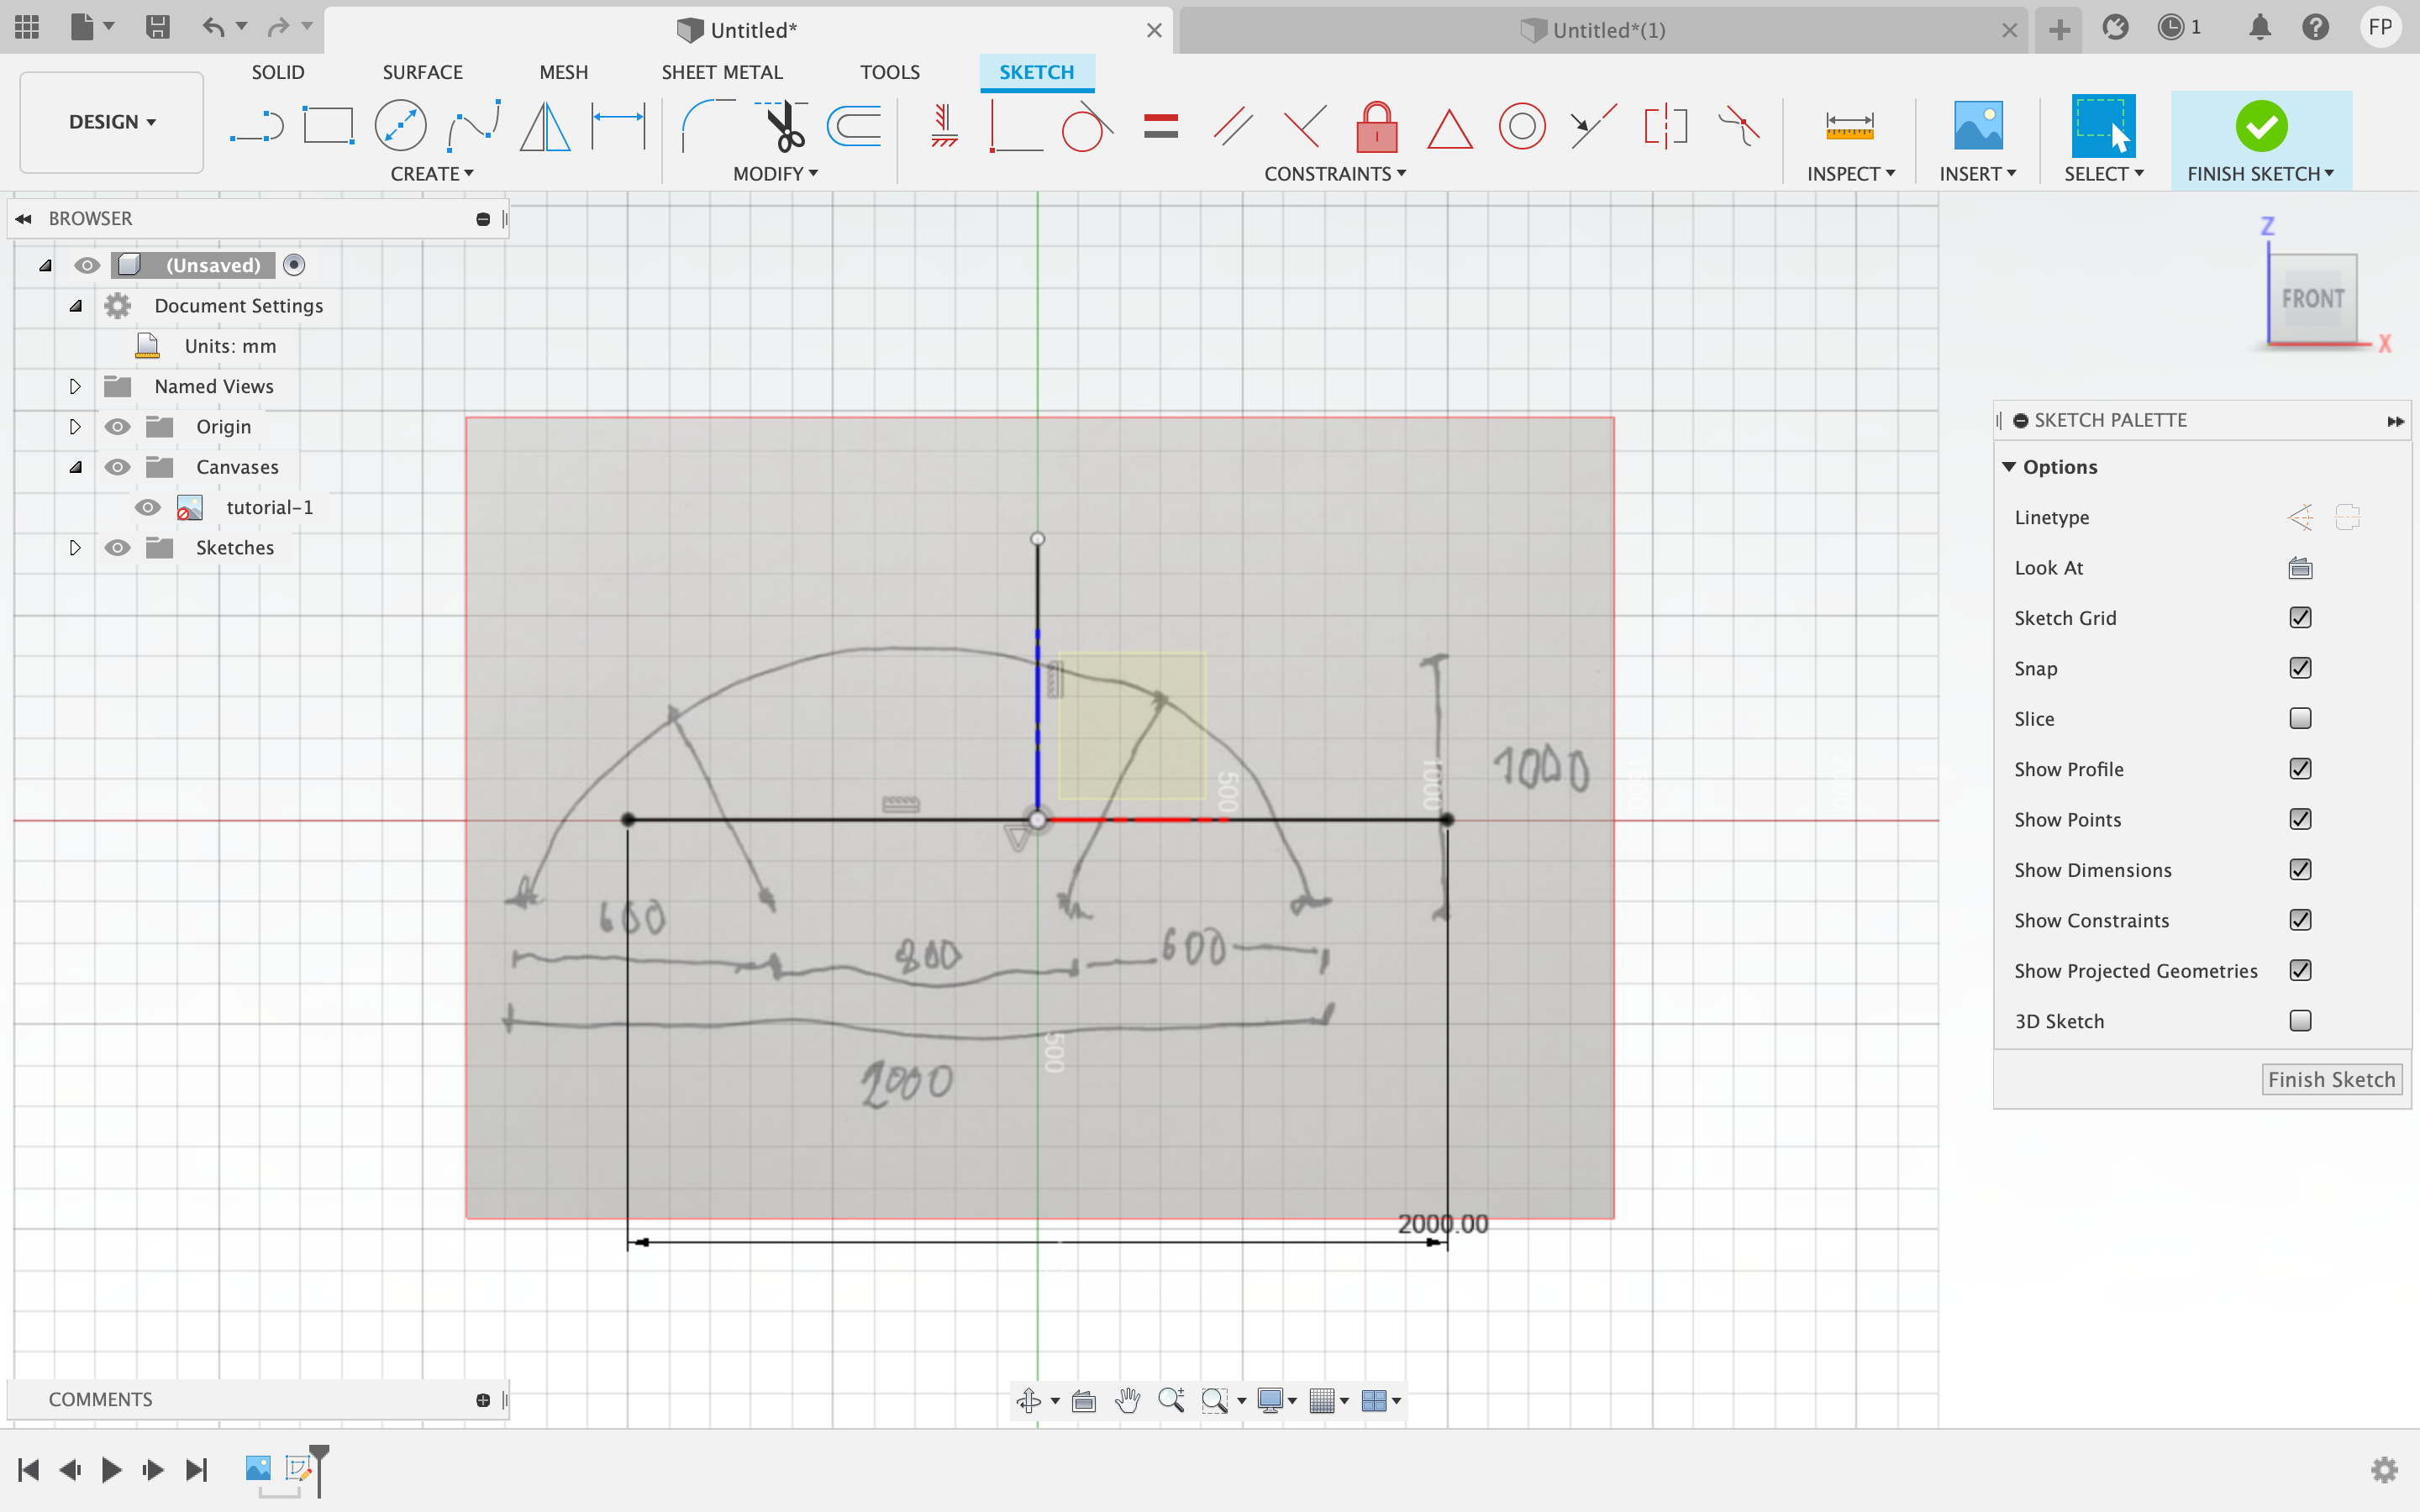 Untitled*
Untitled*(1)
1
FP
DESIGN
SOLID
SURFACE
MESH
SHEET METAL
TOOLS
SKETCH
CREATE
MODIFY
CONSTRAINTS
INSPECT
INSERT
SELECT
FINISH SKETCH
BROWSER
(Unsaved)
Document Settings
Units: mm
Named Views
Origin
Canvases
tutorial-1
Sketches
Z
FRONT
X
SKETCH PALETTE
Options
Linetype
Look At
Sketch Grid
Snap
Slice
Show Profile
Show Points
Show Dimensions
Show Constraints
Show Projected Geometries
3D Sketch
Finish Sketch
500
1000
1000
600
800
600
500
2000
2000.00
COMMENTS